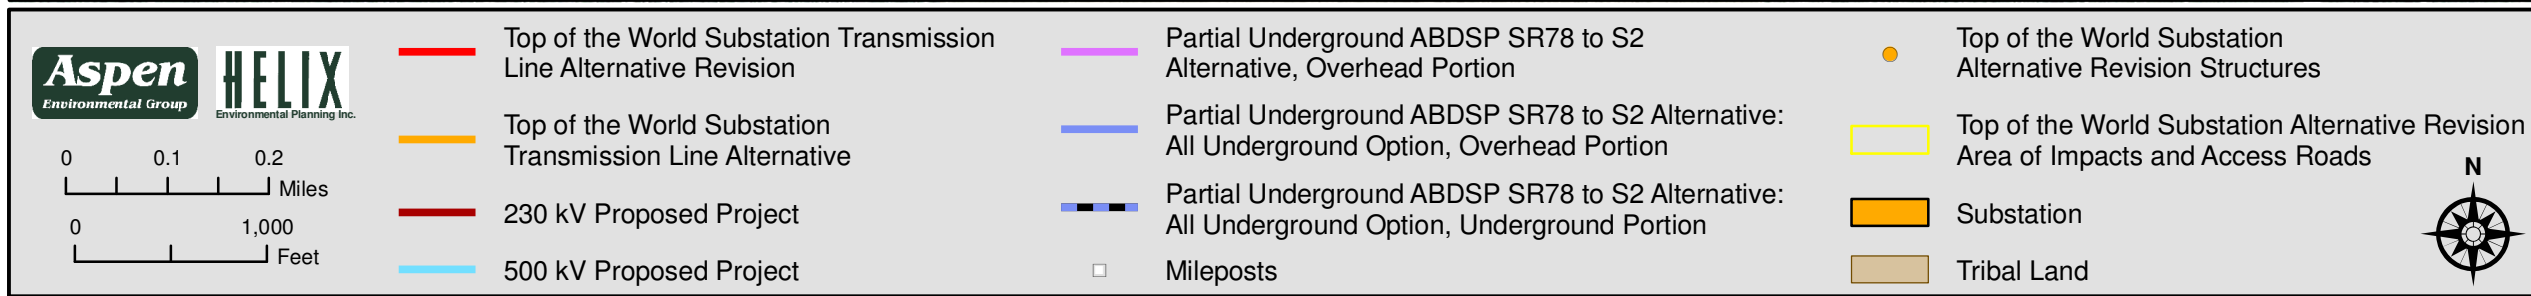 Aspen
Environmental Group
HELIX
Environmental Planning Inc.
0 0.1 0.2
Miles
0 1,000
Feet
Top of the World Substation Transmission
Line Alternative Revision
Top of the World Substation
Transmission Line Alternative
230 kV Proposed Project
500 kV Proposed Project
Partial Underground ABDSP SR78 to S2
Alternative, Overhead Portion
Partial Underground ABDSP SR78 to S2 Alternative:
All Underground Option, Overhead Portion
Partial Underground ABDSP SR78 to S2 Alternative:
All Underground Option, Underground Portion
Mileposts
Top of the World Substation
Alternative Revision Structures
Top of the World Substation Alternative Revision
Area of Impacts and Access Roads
Substation
Tribal Land
N